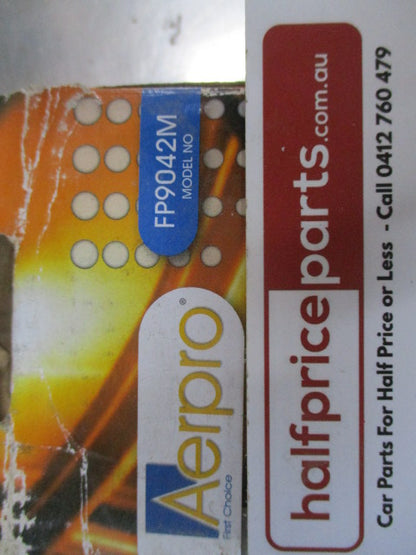 FP9042M
MODEL NO
Aerpro®
First Choice
halfpriceparts.com.au
Car Parts For Half Price or Less - Call 0412 760 479